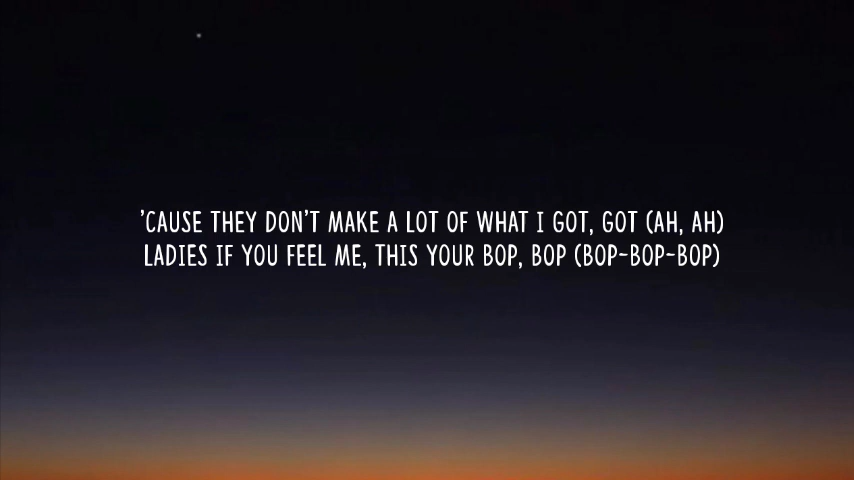 'CAUSE THEY DON'T MAKE A LOT OF WHAT I GOT, GOT (AH, AH)
LADIES IF YOU FEEL ME, THIS YOUR BOP, BOP (BOP-BOP-BOP)